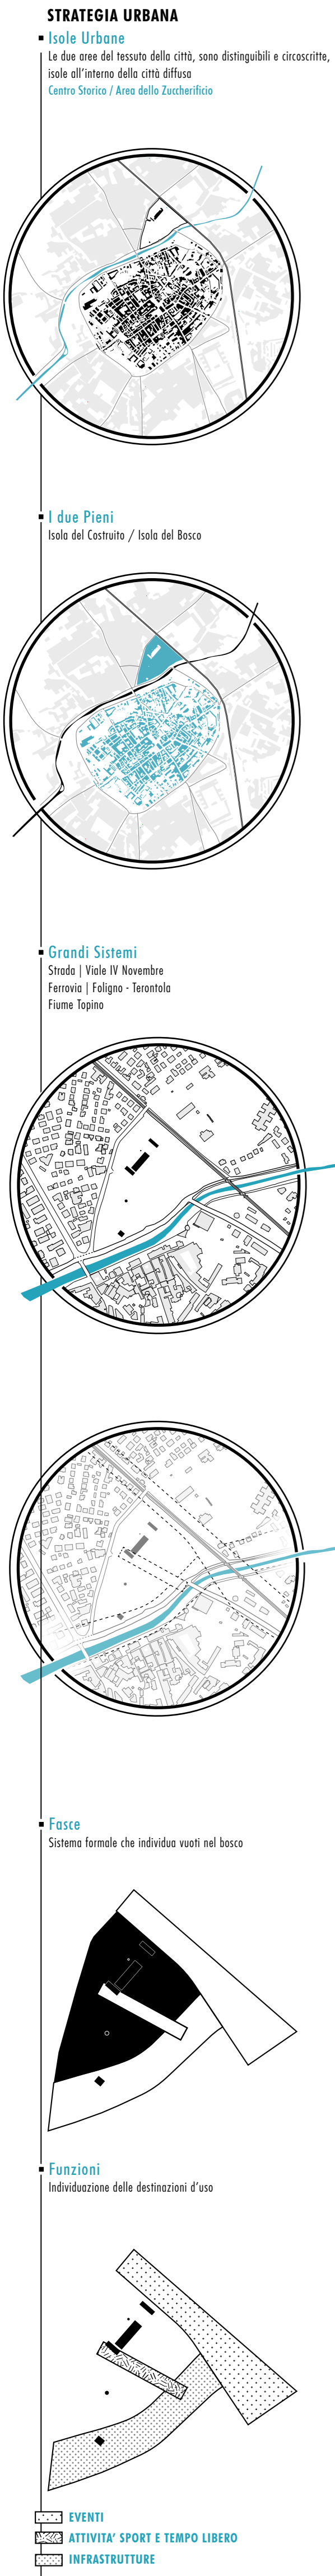 STRATEGIA URBANA
Isole Urbane
Le due aree del tessuto della città, sono distinguibili e circoscritte,
isole all'interno della città diffusa
Centro Storico / Area dello Zuccherificio
I due Pieni
Isola del Costruito / Isola del Bosco
Grandi Sistemi
Strada | Viale IV Novembre
Ferrovia | Foligno - Terontola
Fiume Topino
Fasce
Sistema formale che individua vuoti nel bosco
Funzioni
Individuazione delle destinazioni d'uso
EVENTI
ATTIVITA' SPORT E TEMPO LIBERO
INFRASTRUTTURE